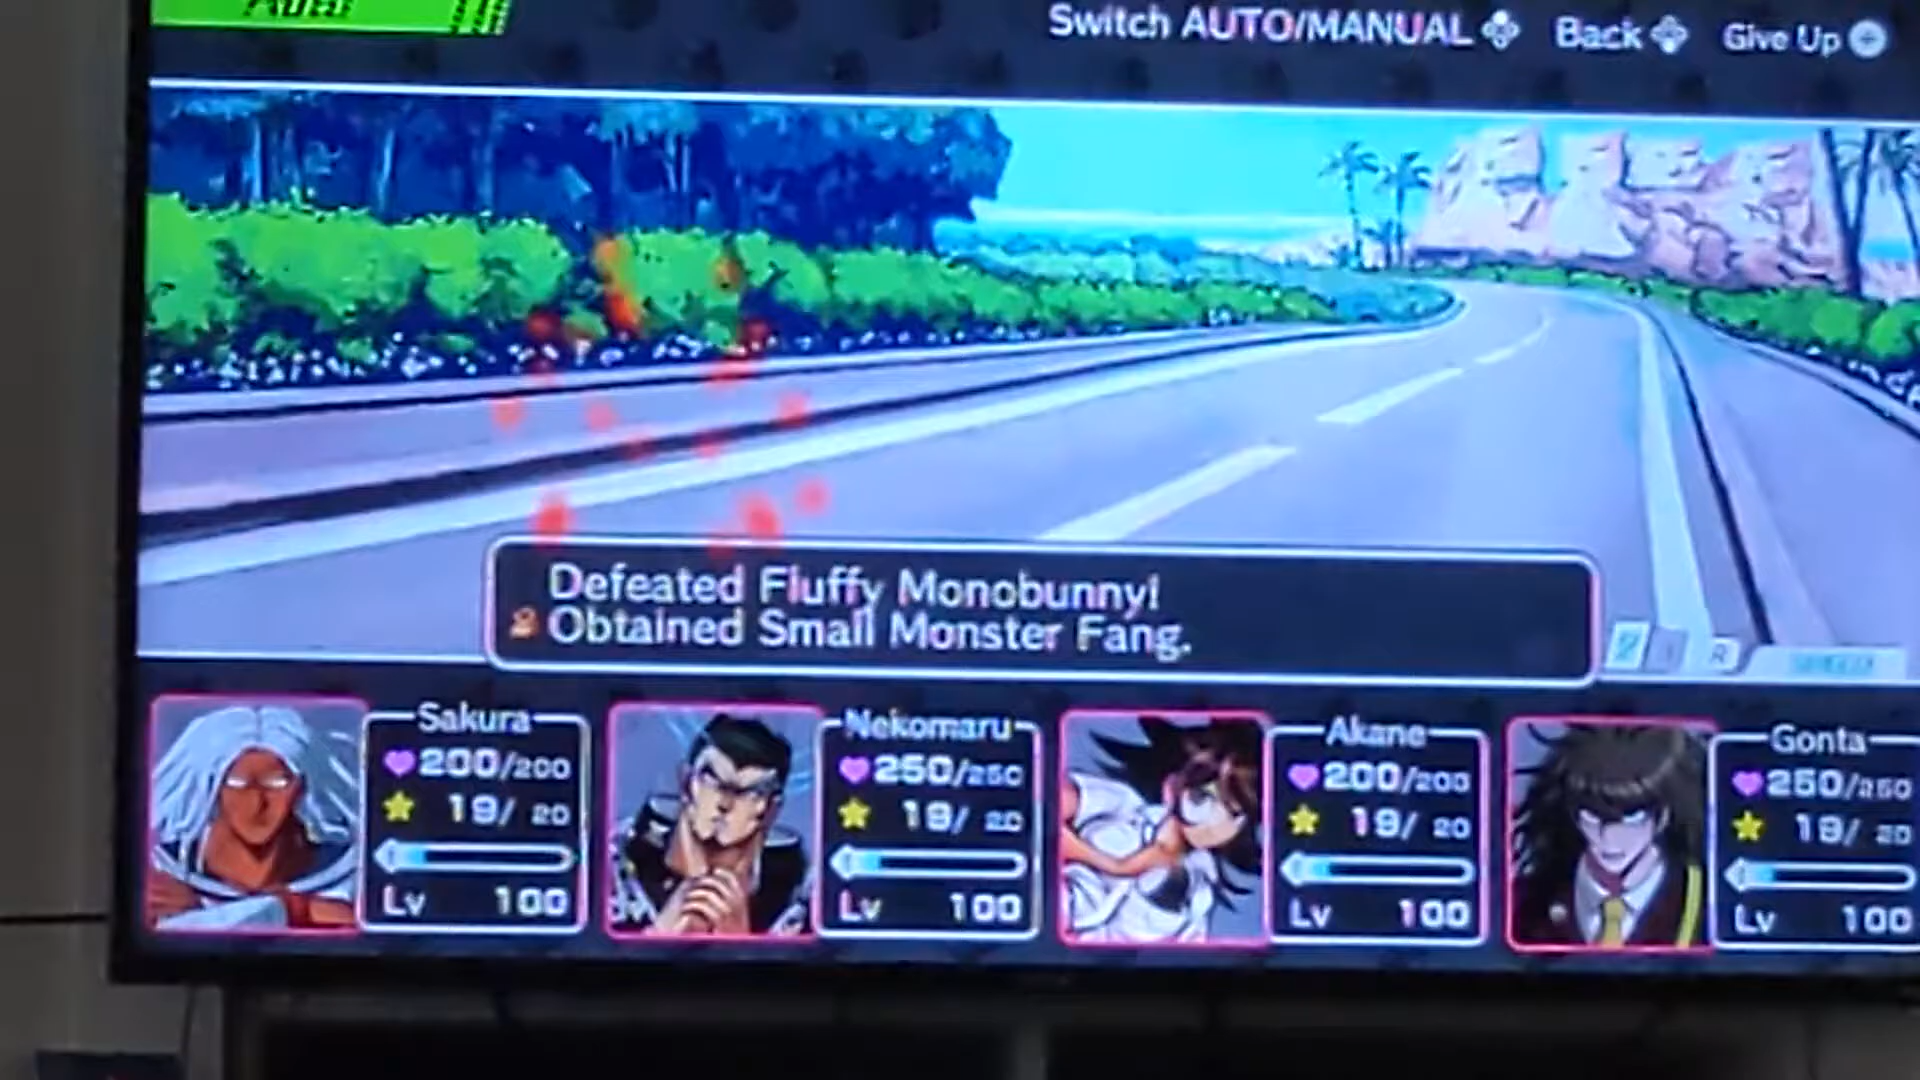 Auto
Switch AUTO/MANUAL
Back
Give Up
Defeated Fluffy Monobunny!
Obtained Small Monster Fang.
R
Sakura
200/200
19/ 20
Lv 100
Nekomaru
250/250
19/ 20
Lv 100
Akane
200/200
19/ 20
Lv 100
Gonta
250/250
19/ 20
Lv 100